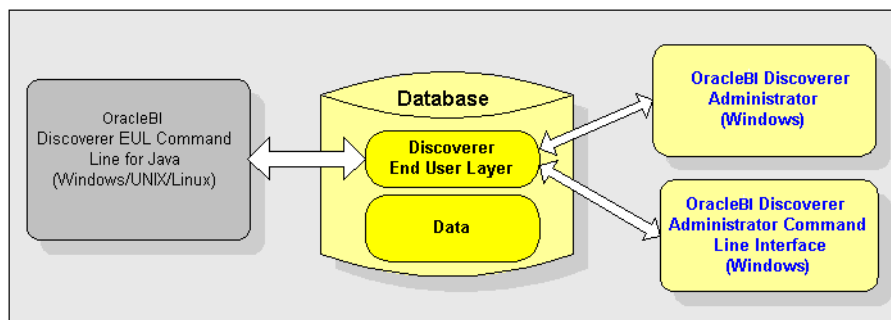 OracleBI
Discoverer EUL Command
Line for Java
(Windows/UNIX/Linux)
Database
Discoverer
End User Layer
Data
OracleBI Discoverer
Administrator
(Windows)
OracleBI Discoverer
Administrator Command
Line Interface
(Windows)